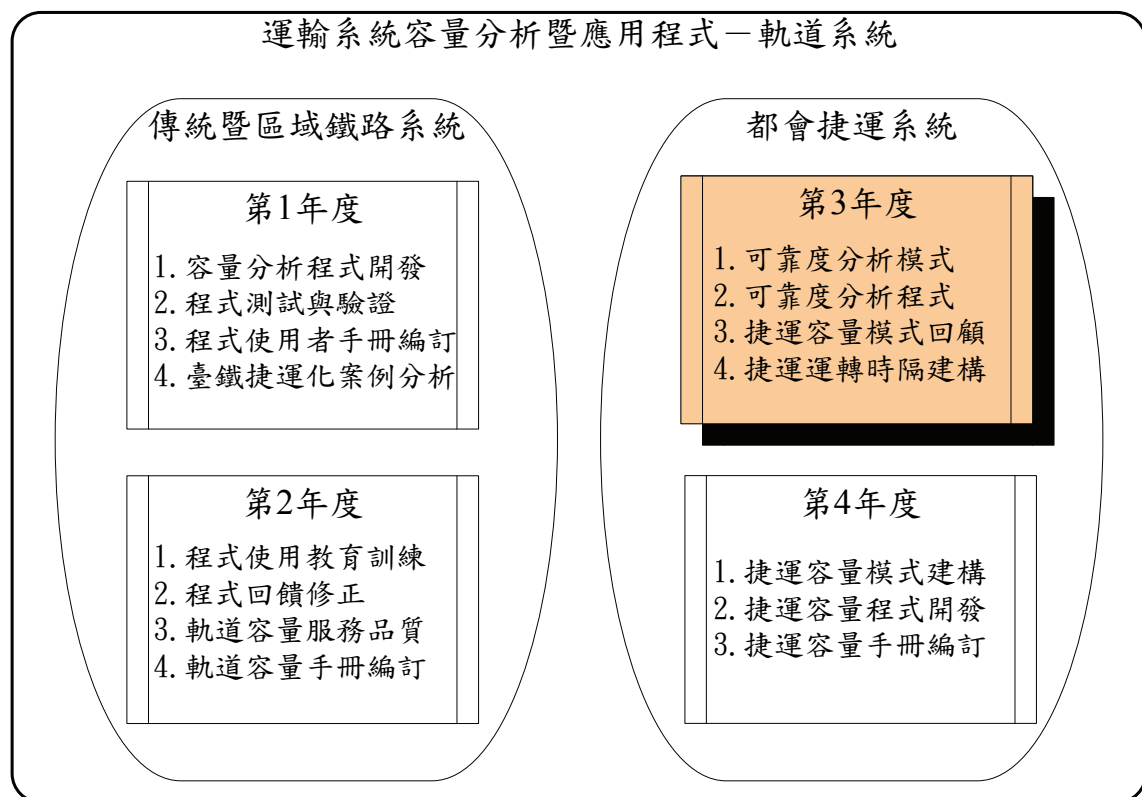 運輸系統容量分析暨應用程式－軌道系統
傳統暨區域鐵路系統
第1年度
1.容量分析程式開發
2.程式測試與驗證
3.程式使用者手冊編訂
4.臺鐵捷運化案例分析
第2年度
1.程式使用教育訓練
2.程式回饋修正
3.軌道容量服務品質
4.軌道容量手冊編訂
都會捷運系統
第3年度
1.可靠度分析模式
2.可靠度分析程式
3.捷運容量模式回顧
4.捷運運轉時隔建構
第4年度
1.捷運容量模式建構
2.捷運容量程式開發
3.捷運容量手冊編訂